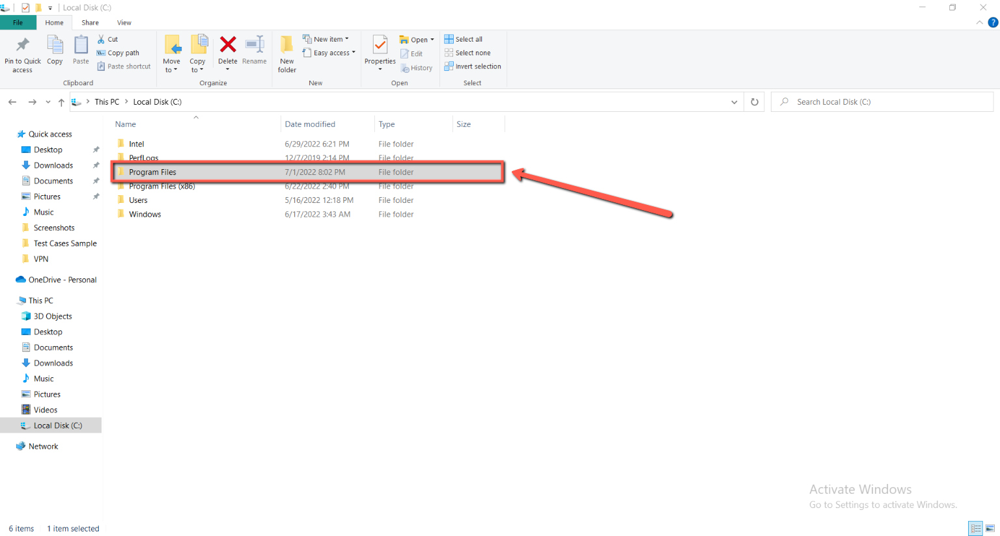 Local Disk (C:)
File Home Share View
Pin to Quick access
Copy
Paste
Cut
Copy path
Paste shortcut
Clipboard
Move to
Copy to
Delete
Rename
Organize
New folder
New item
Easy access
New
Properties
Open
Edit
History
Open
Select all
Select none
Invert selection
Select
This PC > Local Disk (C:)
Search Local Disk (C:)
Name Date modified Type Size
Intel 6/29/2022 6:21 PM File folder
PerfLogs 12/7/2019 2:14 PM File folder
Program Files 7/1/2022 8:02 PM File folder
Program Files (x86) 6/22/2022 2:40 PM File folder
Users 5/16/2022 12:18 PM File folder
Windows 6/17/2022 3:43 AM File folder
Quick access
Desktop
Downloads
Documents
Pictures
Music
Screenshots
Test Cases Sample
VPN
OneDrive - Personal
This PC
3D Objects
Desktop
Documents
Downloads
Music
Pictures
Videos
Local Disk (C:)
Network
Activate Windows
Go to Settings to activate Windows.
6 items 1 item selected